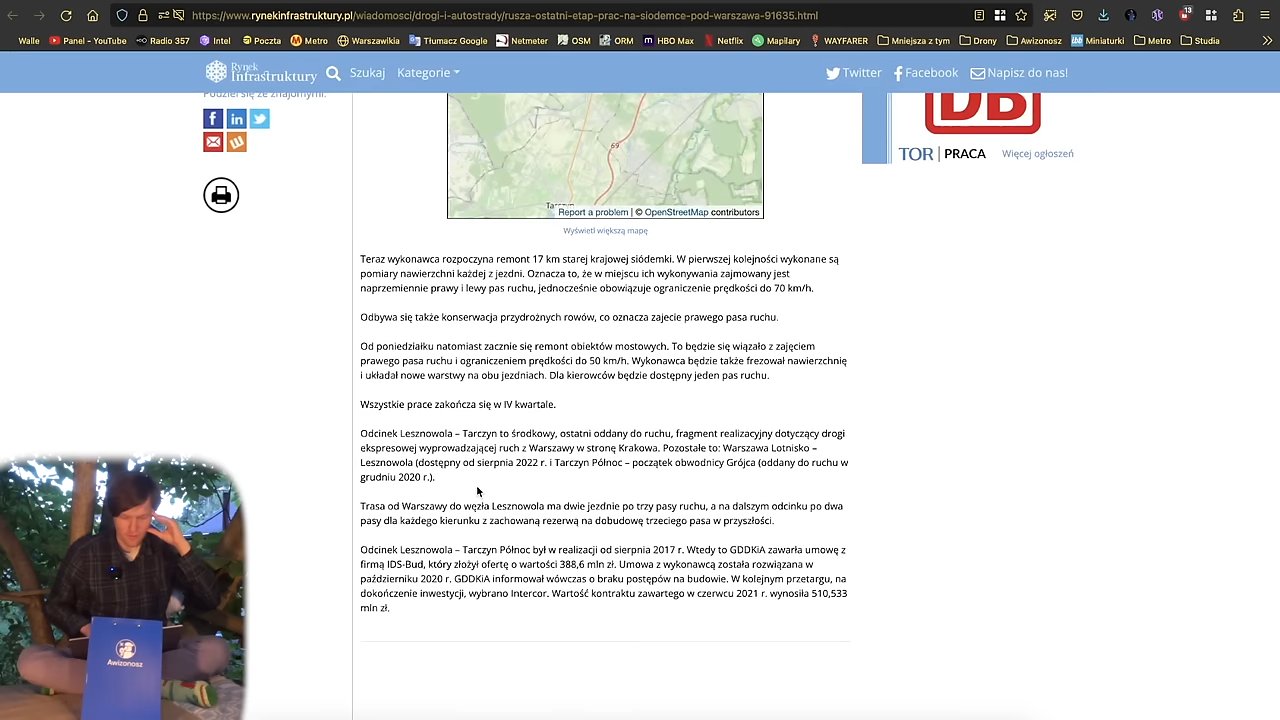 https://www.rynekinfrastruktury.pl/wiadomosci/drogi-i-autostrady/rusza-ostatni-etap-prac-na-siodemce-pod-warszawa-91635.html
13
Walle Panel - YouTube Radio 357 Intel Poczta Metro Warszawikia Tłumacz Google Netmeter OSM ORM HBO Max Netflix Mapilary WAYFARER Mniejsza z tym Drony Awizonosz Miniaturki Metro Studia
Rynek
Infrastruktury
Szukaj Kategorie Twitter Facebook Napisz do nas!
Podziel się ze znajomymi:
DB
TOR | PRACA Więcej ogłoszeń
69
Tarczyn
Report a problem | © OpenStreetMap contributors
Wyświetl większą mapę
Teraz wykonawca rozpoczyna remont 17 km starej krajowej siódemki. W pierwszej kolejności wykonane są
pomiary nawierzchni każdej z jezdni. Oznacza to, że w miejscu ich wykonywania zajmowany jest
naprzemiennie prawy i lewy pas ruchu, jednocześnie obowiązuje ograniczenie prędkości do 70 km/h.
Odbywa się także konserwacja przydrożnych rowów, co oznacza zajecie prawego pasa ruchu.
Od poniedziałku natomiast zacznie się remont obiektów mostowych. To będzie się wiązało z zajęciem
prawego pasa ruchu i ograniczeniem prędkości do 50 km/h. Wykonawca będzie także frezował nawierzchnię
i układał nowe warstwy na obu jezdniach. Dla kierowców będzie dostępny jeden pas ruchu.
Wszystkie prace zakończa się w IV kwartale.
Odcinek Lesznowola – Tarczyn to środkowy, ostatni oddany do ruchu, fragment realizacyjny dotyczący drogi
ekspresowej wyprowadzającej ruch z Warszawy w stronę Krakowa. Pozostałe to: Warszawa Lotnisko –
Lesznowola (dostępny od sierpnia 2022 r. i Tarczyn Północ – początek obwodnicy Grójca (oddany do ruchu w
grudniu 2020 r.).
Trasa od Warszawy do węzła Lesznowola ma dwie jezdnie po trzy pasy ruchu, a na dalszym odcinku po dwa
pasy dla każdego kierunku z zachowaną rezerwą na dobudowę trzeciego pasa w przyszłości.
Odcinek Lesznowola – Tarczyn Północ był w realizacji od sierpnia 2017 r. Wtedy to GDDKiA zawarła umowę z
firmą IDS-Bud, który złożył ofertę o wartości 388,6 mln zł. Umowa z wykonawcą została rozwiązana w
październiku 2020 r. GDDKiA informował wówczas o braku postępów na budowie. W kolejnym przetargu, na
dokończenie inwestycji, wybrano Intercor. Wartość kontraktu zawartego w czerwcu 2021 r. wynosiła 510,533
mln zł.
Awizonosz